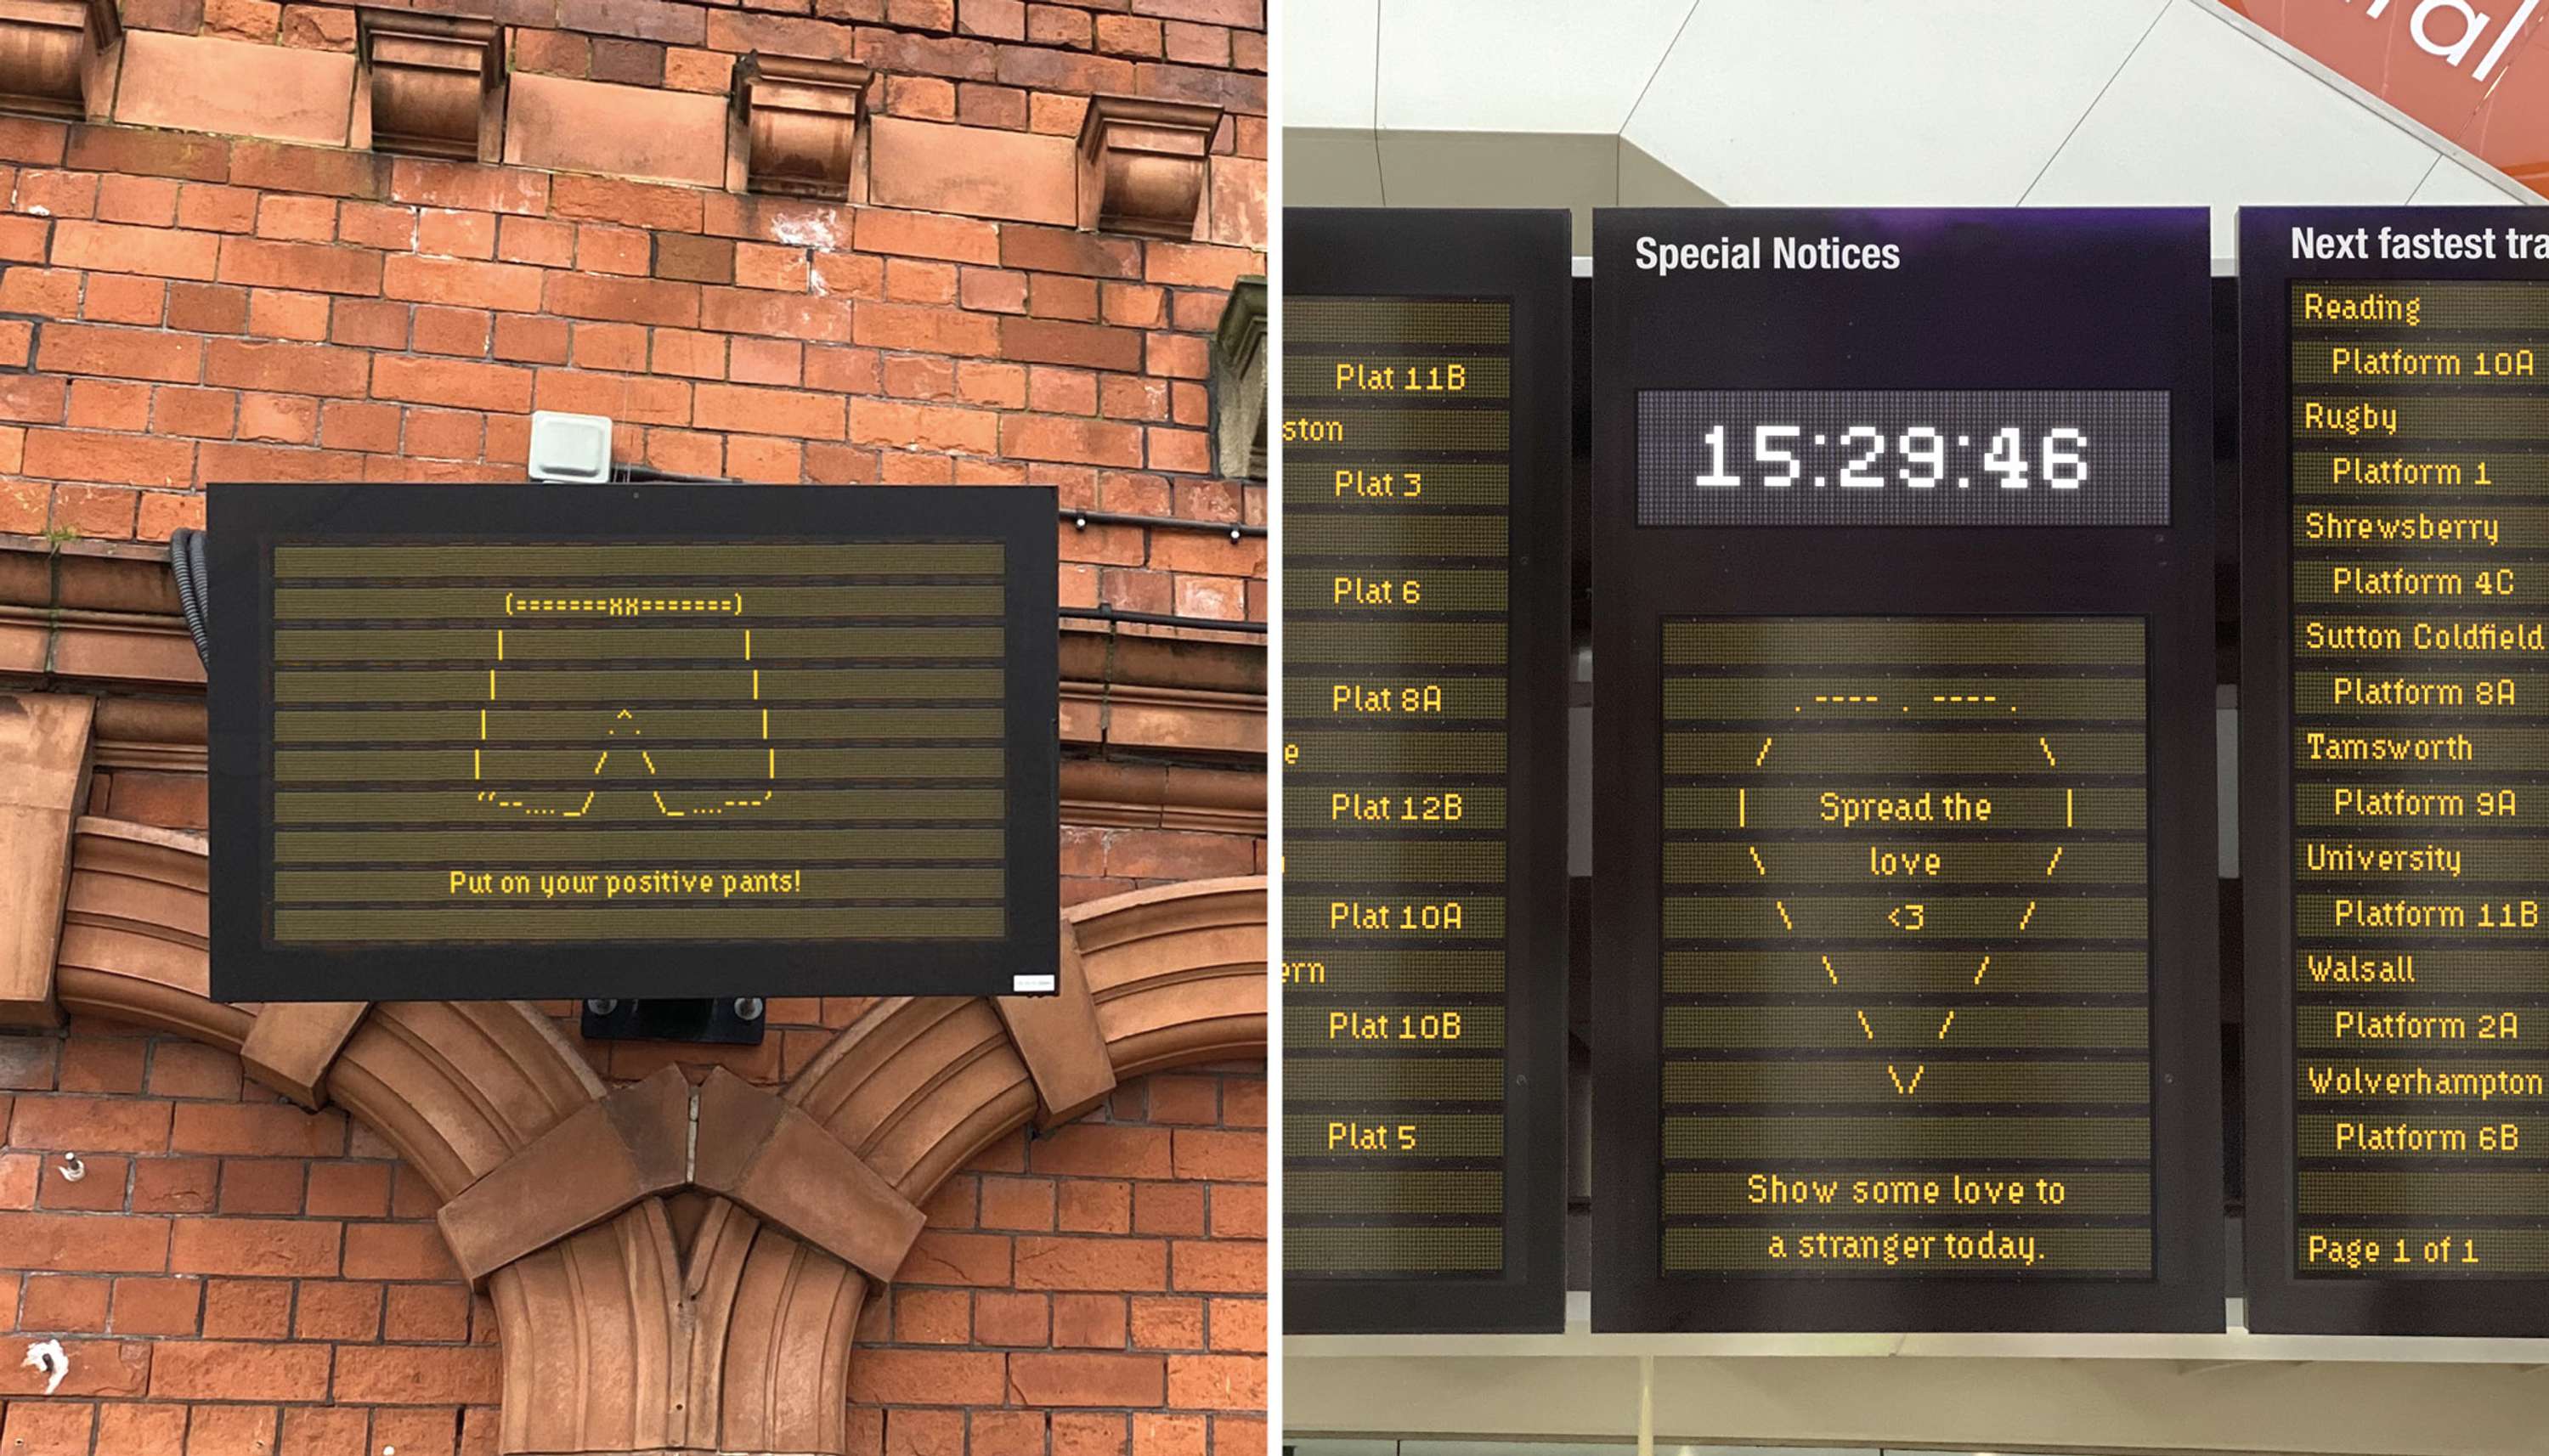 (=======XX=======)
|                |
|                |
|       .^.       |
|       /  \       |
“--...._/    \_....---’
Put on your positive pants!
Plat 11B
ston
Plat 3
Plat 6
Plat 8A
e
Plat 12B
Plat 10A
ern
Plat 10B
Plat 5
Special Notices
15:29:46
.---- . ----.
/             \
|  Spread the  |
\     love     /
\     <3     /
\         /
\     /
\/
Show some love to
a stranger today.
Next fastest tra
Reading
Platform 10A
Rugby
Platform 1
Shrewsberry
Platform 4C
Sutton Coldfield
Platform 8A
Tamsworth
Platform 9A
University
Platform 11B
Walsall
Platform 2A
Wolverhampton
Platform 6B
Page 1 of 1
al